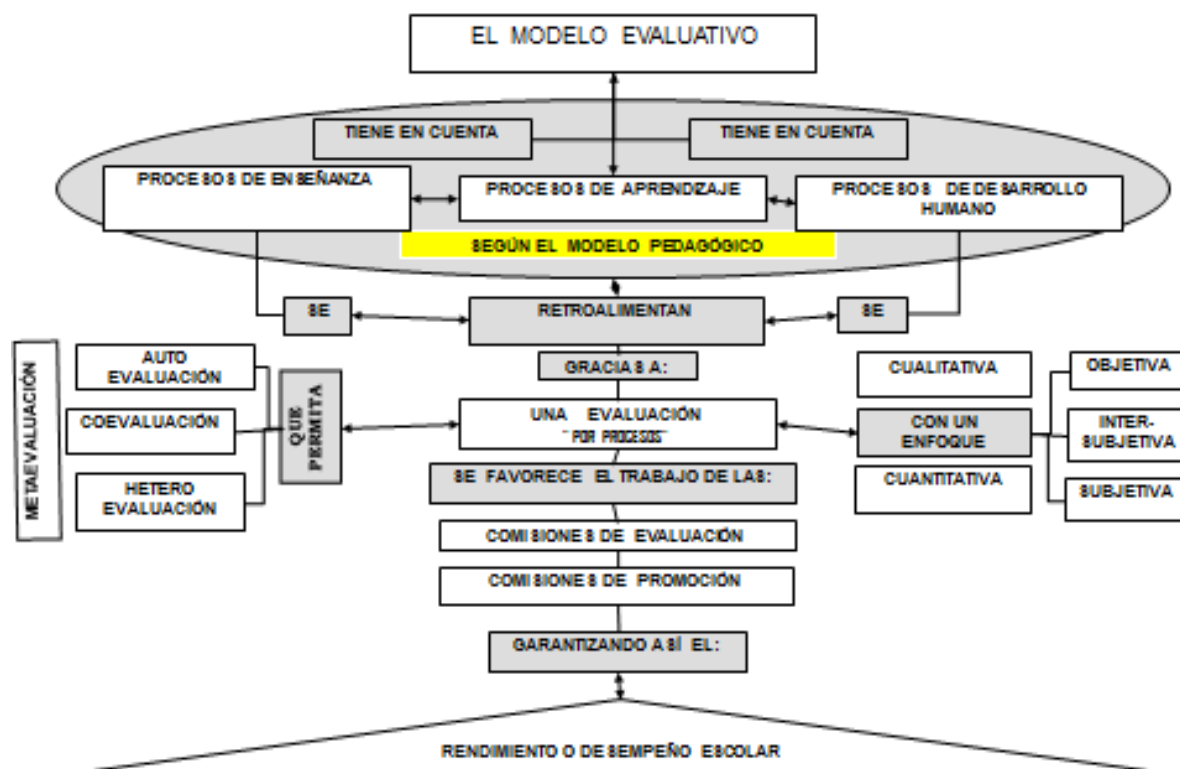 EL MODELO EVALUATIVO
TIENE EN CUENTA
TIENE EN CUENTA
PROCESOS DE ENSEÑANZA
PROCESOS DE APRENDIZAJE
PROCESOS DE DESARROLLO
HUMANO
SEGÚN EL MODELO PEDAGÓGICO
SE
RETROALIMENTAN
SE
GRACIAS A:
METAEVALUACIÓN
AUTO
EVALUACIÓN
COEVALUACIÓN
HETERO
EVALUACIÓN
QUE
PERMITA
UNA EVALUACIÓN
¨POR PROCESOS¨
CUALITATIVA
CON UN
ENFOQUE
CUANTITATIVA
OBJETIVA
INTER-
SUBJETIVA
SUBJETIVA
SE FAVORECE EL TRABAJO DE LAS:
COMISIONES DE EVALUACIÓN
COMISIONES DE PROMOCIÓN
GARANTIZANDO ASÍ EL:
RENDIMIENTO O DESEMPEÑO ESCOLAR